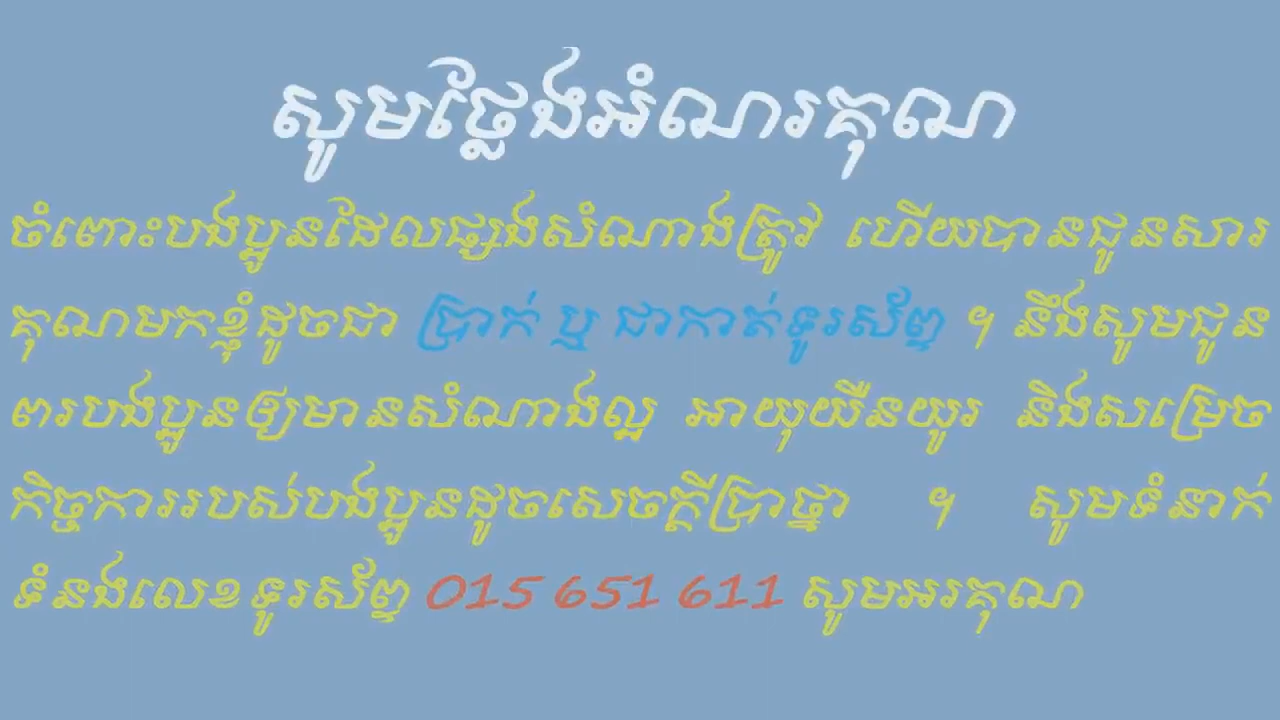 សូមថ្លែងអំណរគុណ
ចំពោះបងប្អូនដែលផ្សងសំណាងត្រូវ ហើយបានជូនសារ
គុណមកខ្ញុំដូចជា ប្រាក់ ឬ ជាកាត់ទូរស័ព្ទ ។ នឹងសូមជូន
ពរបងប្អូនឲ្យមានសំណាងល្អ អាយុយឺនយូរ និងសម្រេច
កិច្ចការរបស់បងប្អូនដូចសេចក្តីប្រាថ្នា ។ សូមទំនាក់
ទំនងលេខទូរស័ព្ទ 015 651 611 សូមអរគុណ